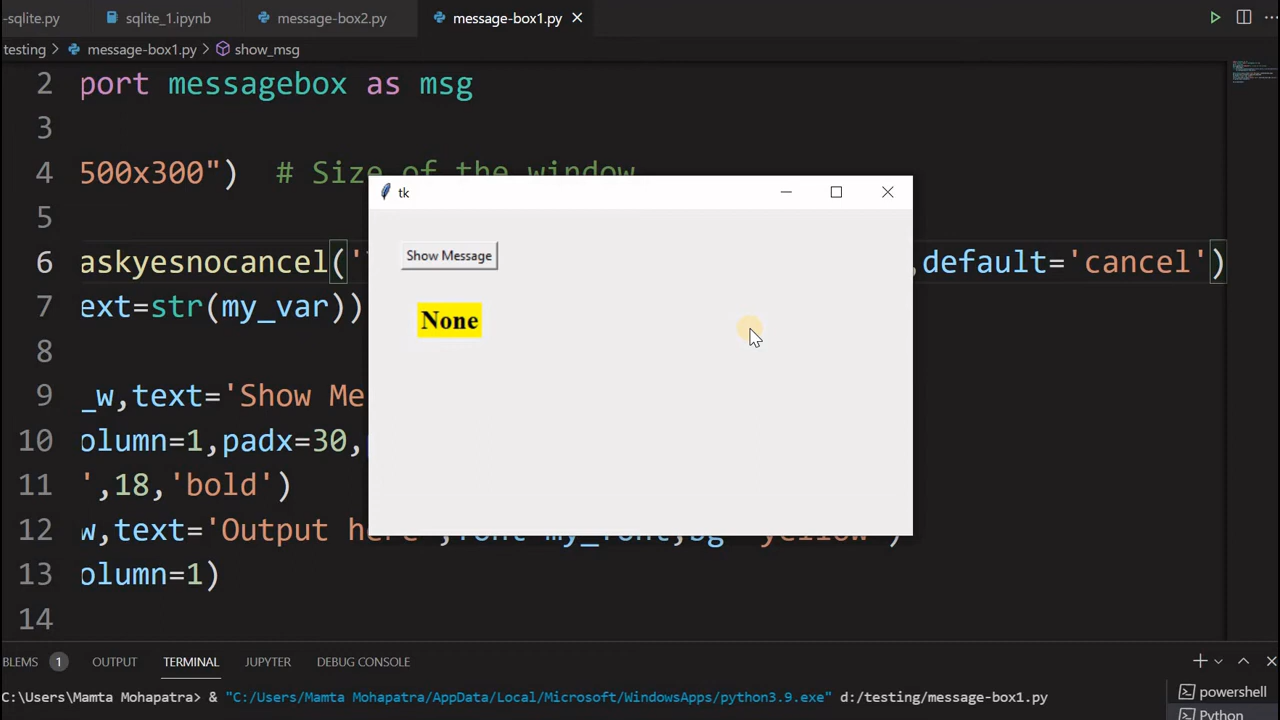 -sqlite.py sqlite_1.ipynb message-box2.py message-box1.py
testing > message-box1.py > show_msg
2 port messagebox as msg
3
4 500x300") # Size of the window
5
6 askyesnocancel(' ,default='cancel')
7 ext=str(my_var))
8
9 _w,text='Show Me
10 olumn=1,padx=30,
11 ',18,'bold')
12 w,text='Output here',font=my_font,bg='yellow')
13 olumn=1)
14
tk
Show Message
None
BLEMS 1 OUTPUT TERMINAL JUPYTER DEBUG CONSOLE
C:\Users\Mamta Mohapatra> & "C:/Users/Mamta Mohapatra/AppData/Local/Microsoft/WindowsApps/python3.9.exe" d:/testing/message-box1.py
powershell
Python